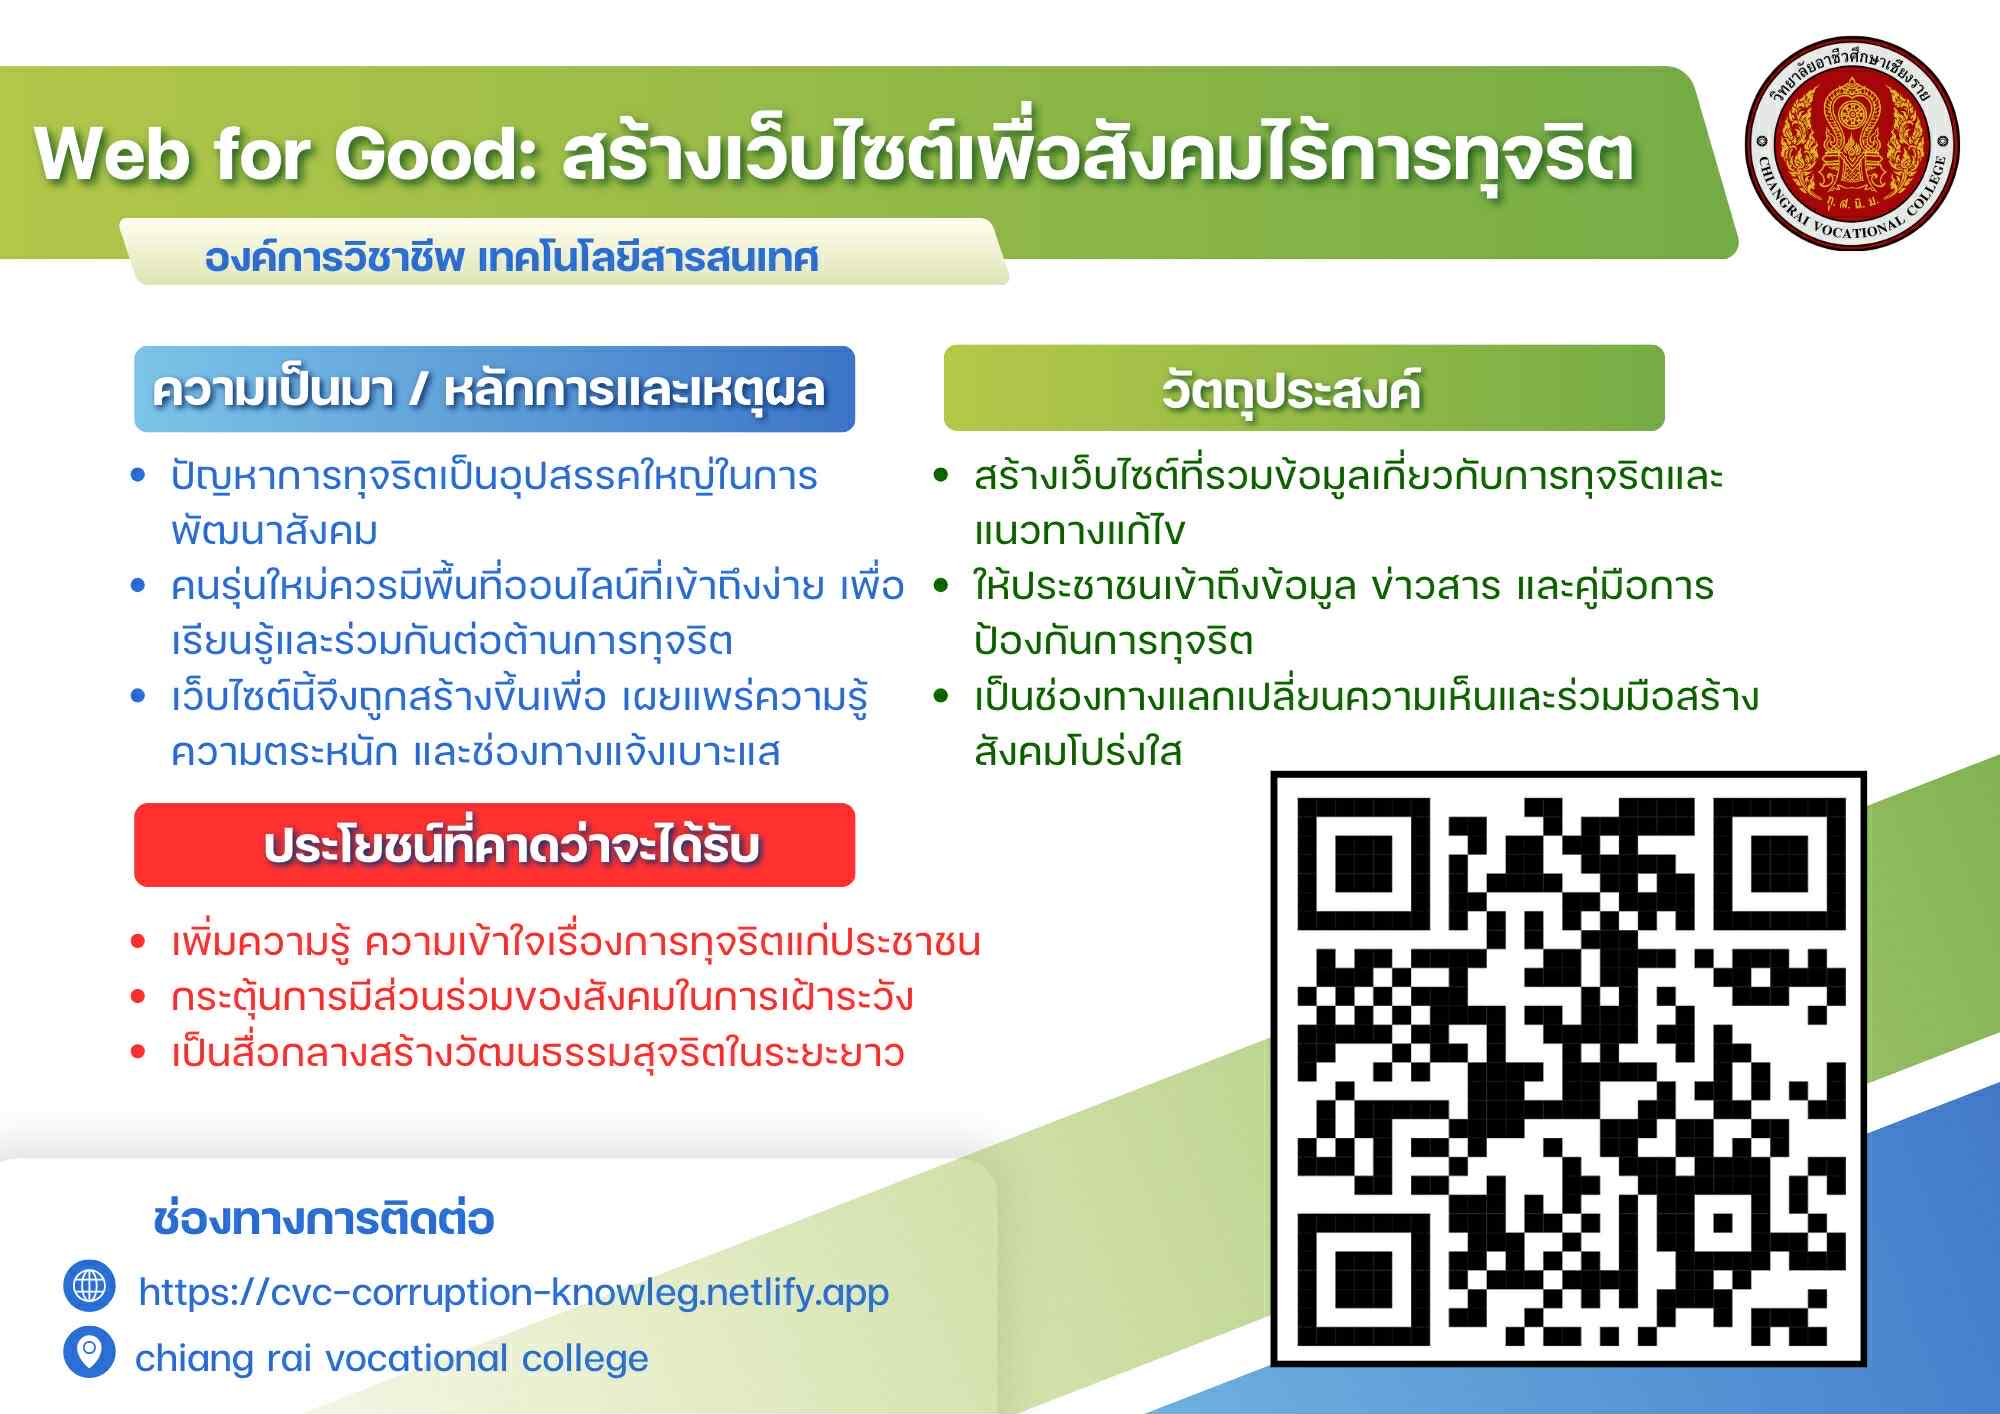 Web for Good: สร้างเว็บไซต์เพื่อสังคมไร้การทุจริต
วิทยาลัยอาชีวศึกษาเชียงราย
ทุ. ส. นิ. ม.
CHIANGRAI VOCATIONAL COLLEGE
องค์การวิชาชีพ เทคโนโลยีสารสนเทศ
ความเป็นมา / หลักการและเหตุผล
• ปัญหาการทุจริตเป็นอุปสรรคใหญ่ในการ
พัฒนาสังคม
• คนรุ่นใหม่ควรมีพื้นที่ออนไลน์ที่เข้าถึงง่าย เพื่อ
เรียนรู้และร่วมกันต่อต้านการทุจริต
• เว็บไซต์นี้จึงถูกสร้างขึ้นเพื่อ เผยแพร่ความรู้
ความตระหนัก และช่องทางแจ้งเบาะแส
วัตถุประสงค์
• สร้างเว็บไซต์ที่รวมข้อมูลเกี่ยวกับการทุจริตและ
แนวทางแก้ไข
• ให้ประชาชนเข้าถึงข้อมูล ข่าวสาร และคู่มือการ
ป้องกันการทุจริต
• เป็นช่องทางแลกเปลี่ยนความเห็นและร่วมมือสร้าง
สังคมโปร่งใส
ประโยชน์ที่คาดว่าจะได้รับ
• เพิ่มความรู้ ความเข้าใจเรื่องการทุจริตแก่ประชาชน
• กระตุ้นการมีส่วนร่วมของสังคมในการเฝ้าระวัง
• เป็นสื่อกลางสร้างวัฒนธรรมสุจริตในระยะยาว
ช่องทางการติดต่อ
https://cvc-corruption-knowleg.netlify.app
chiang rai vocational college